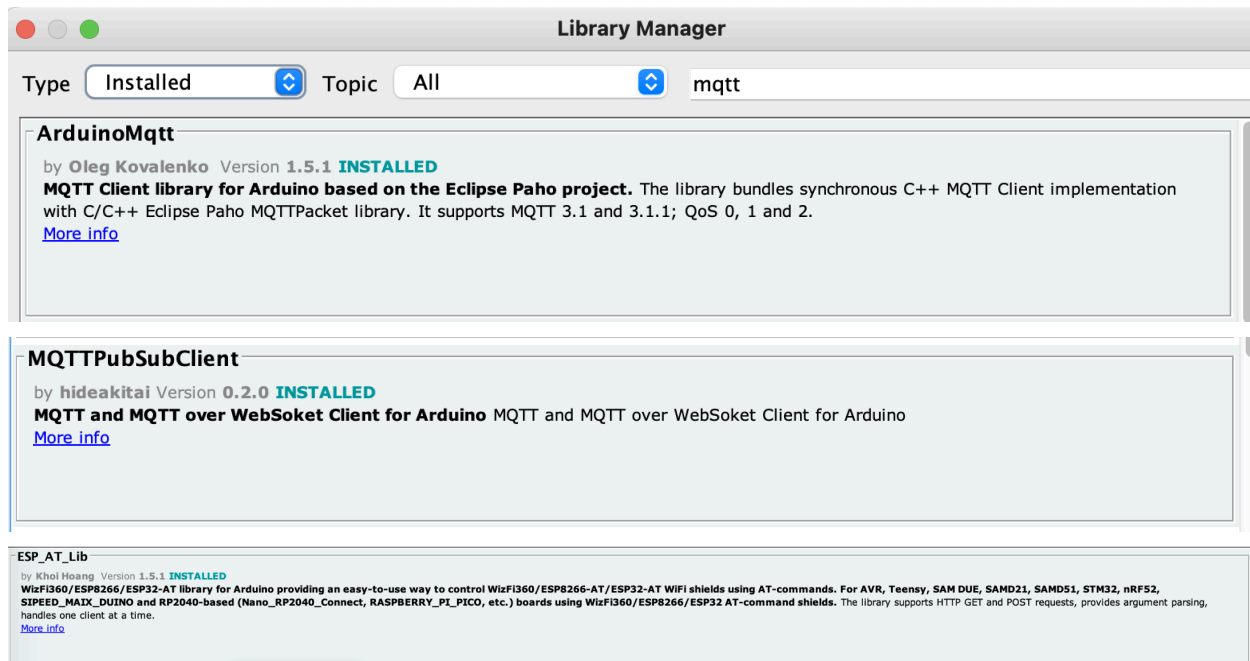 Library Manager
Type Installed Topic All mqtt
ArduinoMqtt
by Oleg Kovalenko Version 1.5.1 INSTALLED
MQTT Client library for Arduino based on the Eclipse Paho project. The library bundles synchronous C++ MQTT Client implementation
with C/C++ Eclipse Paho MQTTPacket library. It supports MQTT 3.1 and 3.1.1; QoS 0, 1 and 2.
More info
MQTTPubSubClient
by hideakitai Version 0.2.0 INSTALLED
MQTT and MQTT over WebSoket Client for Arduino MQTT and MQTT over WebSoket Client for Arduino
More info
ESP_AT_Lib
by Khoi Hoang Version 1.5.1 INSTALLED
WizFi360/ESP8266/ESP32-AT library for Arduino providing an easy-to-use way to control WizFi360/ESP8266-AT/ESP32-AT WiFi shields using AT-commands. For AVR, Teensy, SAM DUE, SAMD21, SAMD51, STM32, nRF52,
SIPEED_MAIX_DUINO and RP2040-based (Nano_RP2040_Connect, RASPBERRY_PI_PICO, etc.) boards using WizFi360/ESP8266/ESP32 AT-command shields. The library supports HTTP GET and POST requests, provides argument parsing,
handles one client at a time.
More info